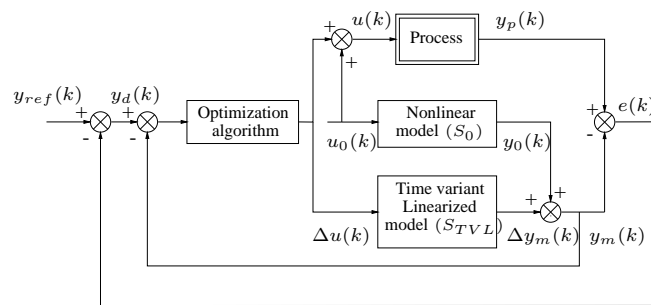 u(k)
y_p(k)
+
Process
+
y_ref(k)
y_d(k)
+
-
+
-
Optimization
algorithm
u_0(k)
Nonlinear
model (S_0)
y_0(k)
+
-
e(k)
Time variant
Linearized
model (S_TVL)
Δu(k)
+
+
Δy_m(k)
y_m(k)